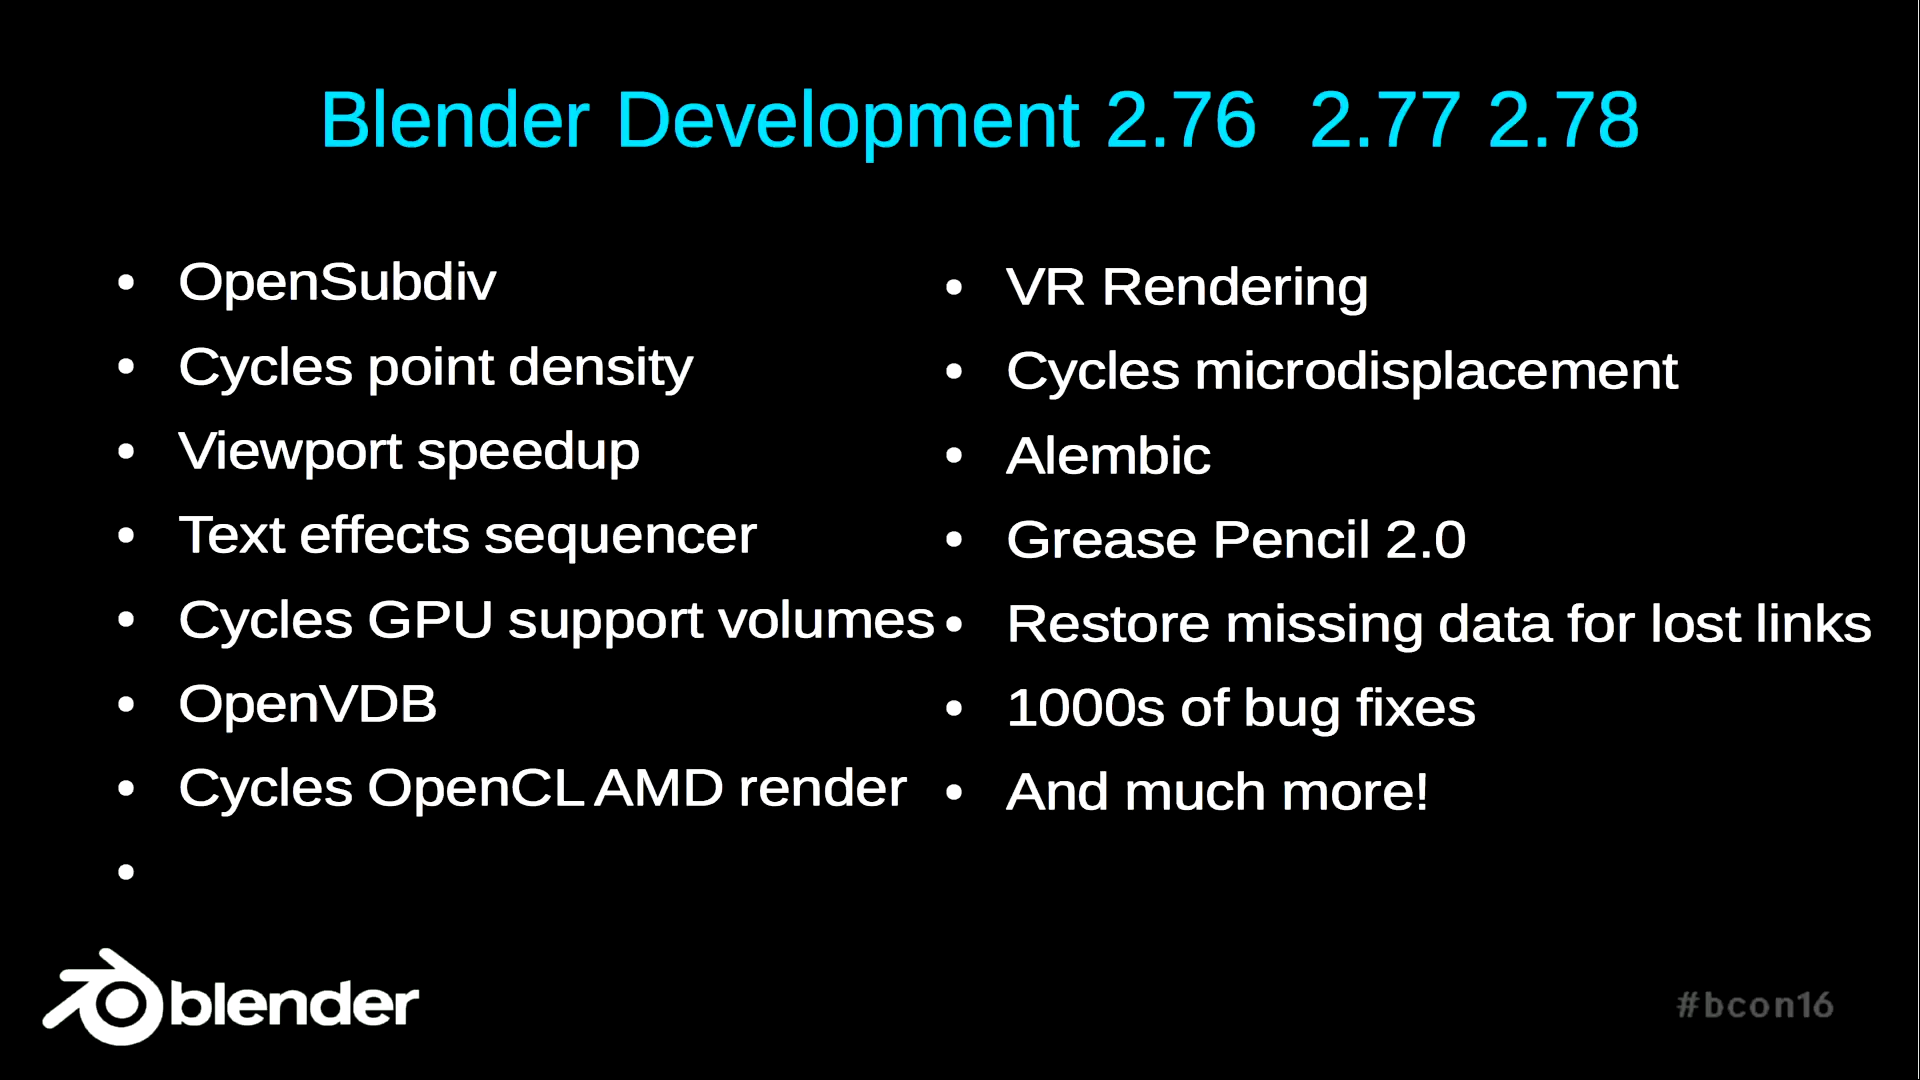 Blender Development 2.76  2.77 2.78
• OpenSubdiv
• Cycles point density
• Viewport speedup
• Text effects sequencer
• Cycles GPU support volumes
• OpenVDB
• Cycles OpenCL AMD render
•
• VR Rendering
• Cycles microdisplacement
• Alembic
• Grease Pencil 2.0
• Restore missing data for lost links
• 1000s of bug fixes
• And much more!
blender
#bcon16